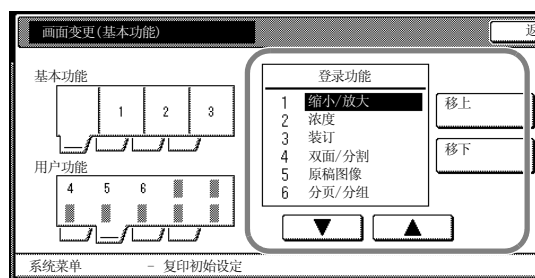 画面变更(基本功能)
返
基本功能
1 2 3
用户功能
4 5 6
登录功能
1 缩小/放大
2 浓度
3 装订
4 双面/分割
5 原稿图像
6 分页/分组
移上
移下
系统菜单 - 复印初始设定